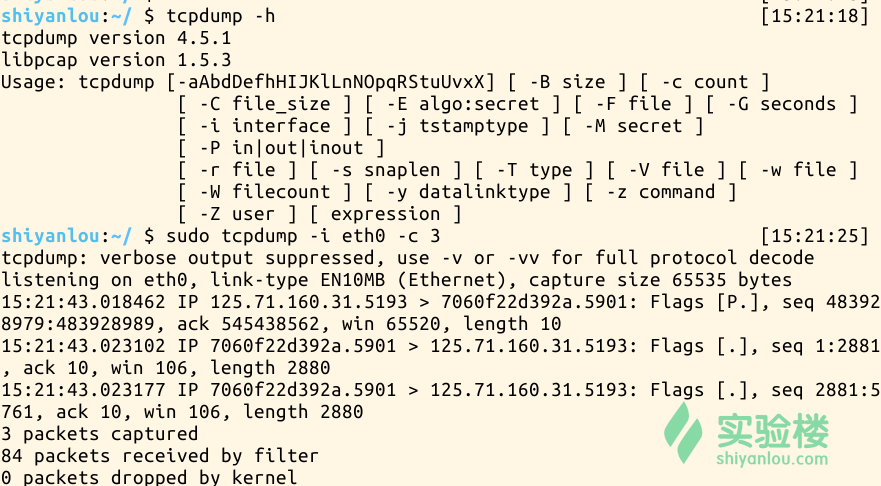 shiyanlou:~/ $ tcpdump -h [15:21:18]
tcpdump version 4.5.1
libpcap version 1.5.3
Usage: tcpdump [-aAbdDefhHIJKlLnNOpqRStuUvxX] [ -B size ] [ -c count ]
[ -C file_size ] [ -E algo:secret ] [ -F file ] [ -G seconds ]
[ -i interface ] [ -j tstamptype ] [ -M secret ]
[ -P in|out|inout ]
[ -r file ] [ -s snaplen ] [ -T type ] [ -V file ] [ -w file ]
[ -W filecount ] [ -y datalinktype ] [ -z command ]
[ -Z user ] [ expression ]
shiyanlou:~/ $ sudo tcpdump -i eth0 -c 3 [15:21:25]
tcpdump: verbose output suppressed, use -v or -vv for full protocol decode
listening on eth0, link-type EN10MB (Ethernet), capture size 65535 bytes
15:21:43.018462 IP 125.71.160.31.5193 > 7060f22d392a.5901: Flags [P.], seq 48392
8979:483928989, ack 545438562, win 65520, length 10
15:21:43.023102 IP 7060f22d392a.5901 > 125.71.160.31.5193: Flags [.], seq 1:2881
, ack 10, win 106, length 2880
15:21:43.023177 IP 7060f22d392a.5901 > 125.71.160.31.5193: Flags [.], seq 2881:5
761, ack 10, win 106, length 2880
3 packets captured
84 packets received by filter
0 packets dropped by kernel
实验楼
shiyanlou.com